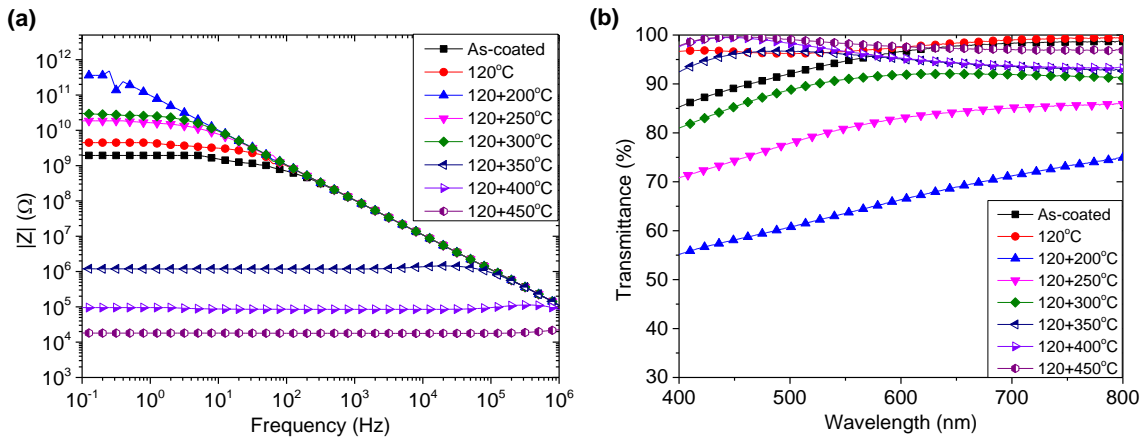 (a)
10^12
10^11
10^10
10^9
10^8
10^7
10^6
10^5
10^4
10^3
|Z| (Ω)
As-coated
120°C
120+200°C
120+250°C
120+300°C
120+350°C
120+400°C
120+450°C
10^-1 10^0 10^1 10^2 10^3 10^4 10^5 10^6
Frequency (Hz)
(b)
100
90
80
70
60
50
40
30
Transmittance (%)
As-coated
120°C
120+200°C
120+250°C
120+300°C
120+350°C
120+400°C
120+450°C
400 500 600 700 800
Wavelength (nm)